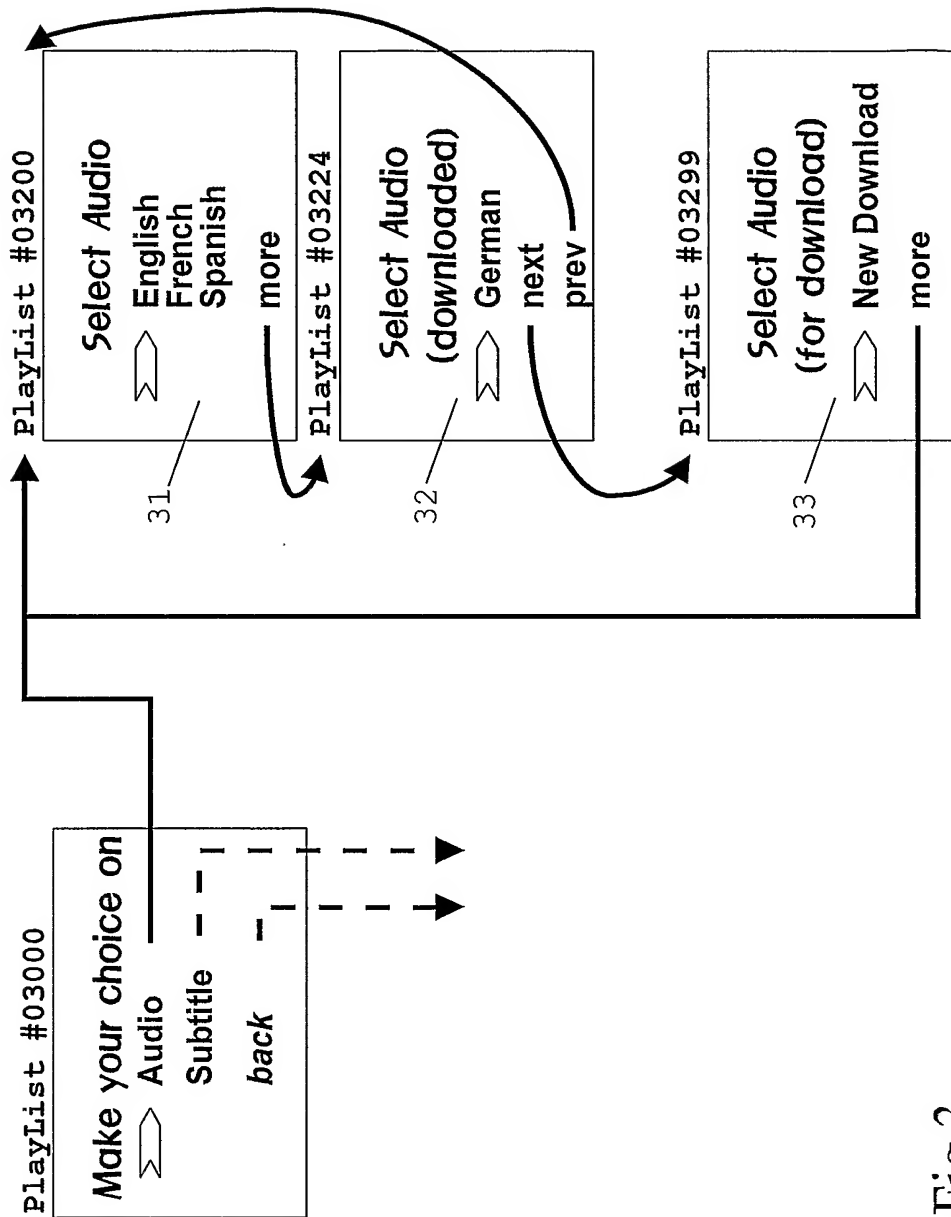 PlayList #03000
Make your choice on
Audio
Subtitle
back
PlayList #03200
Select Audio
English
French
Spanish
more
31
PlayList #03224
Select Audio
(downloaded)
German
next
prev
32
PlayList #03299
Select Audio
(for download)
New Download
more
33
Fig.2